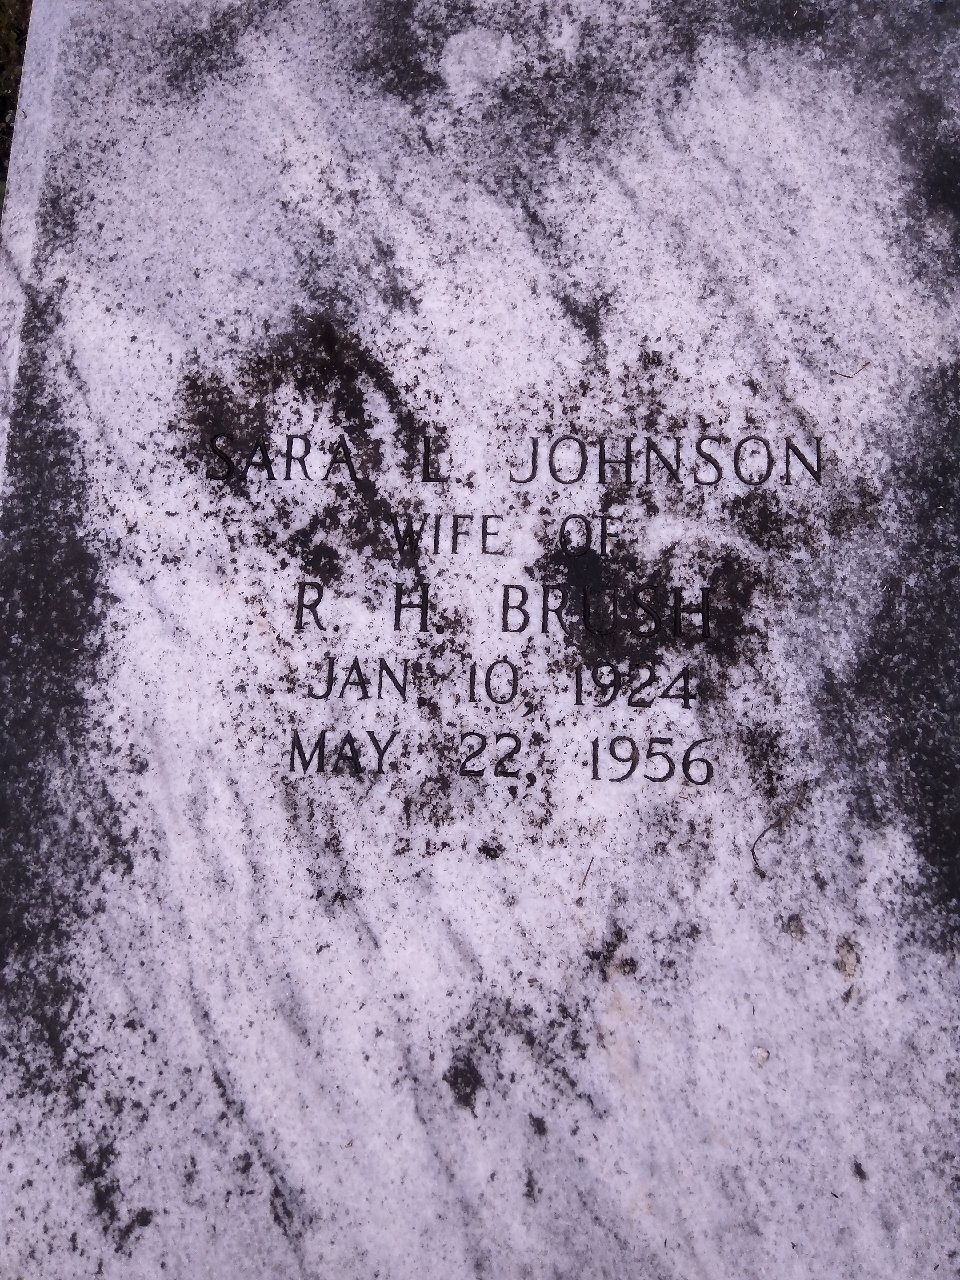 SARA L. JOHNSON
WIFE OF
R. H. BRUSH
JAN. 10, 1924
MAY 22, 1956